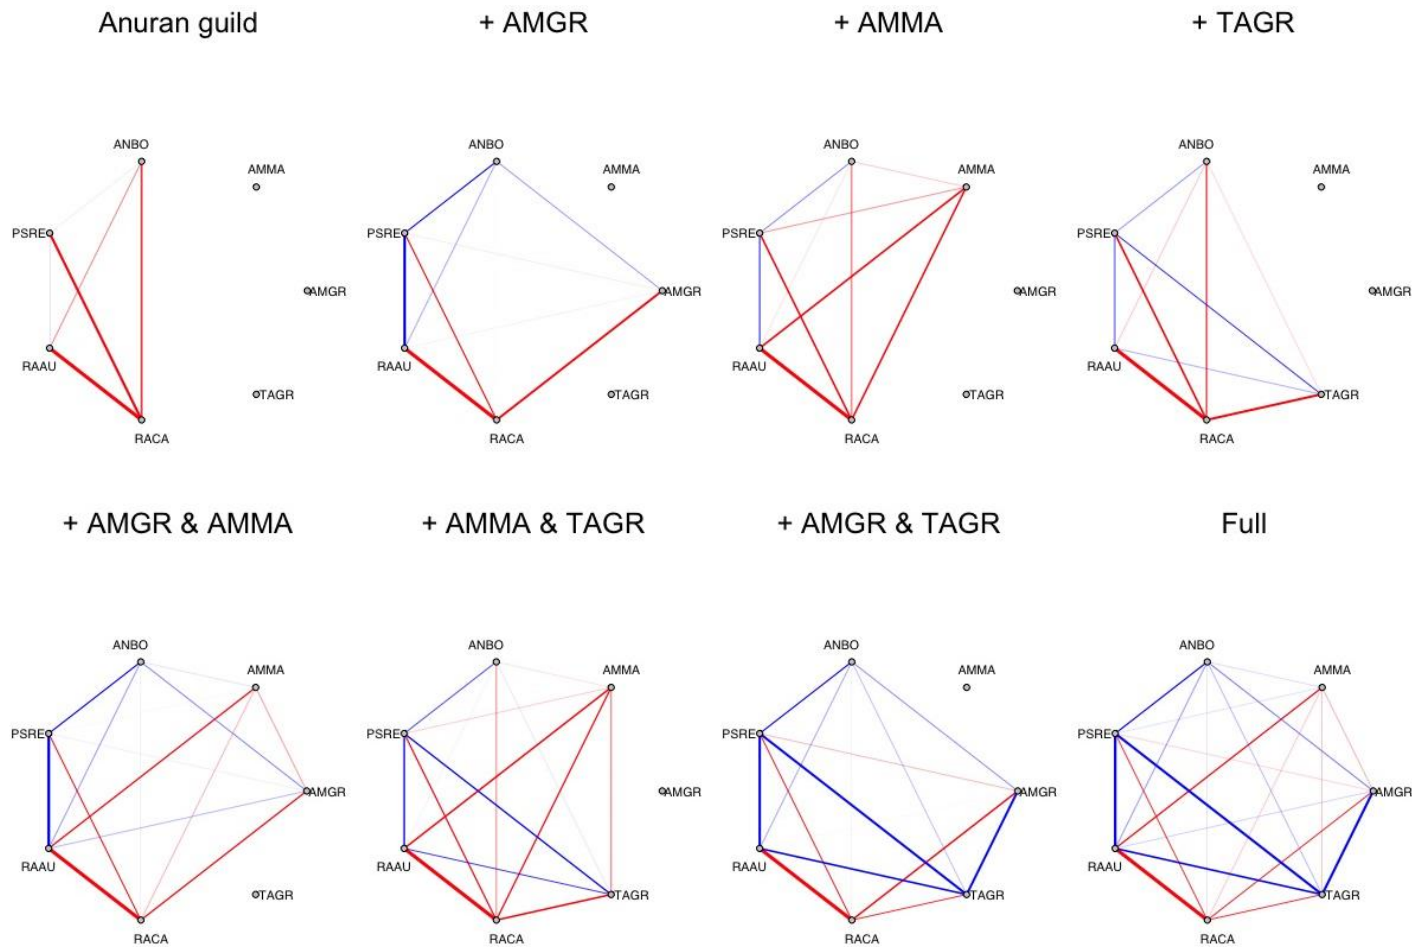 Anuran guild
+ AMGR
+ AMMA
+ TAGR
ANBO
AMMA
PSRE
AMGR
RAAU
TAGR
RACA
ANBO
AMMA
PSRE
AMGR
RAAU
TAGR
RACA
ANBO
AMMA
PSRE
AMGR
RAAU
TAGR
RACA
ANBO
AMMA
PSRE
AMGR
RAAU
TAGR
RACA
+ AMGR & AMMA
+ AMMA & TAGR
+ AMGR & TAGR
Full
ANBO
AMMA
PSRE
AMGR
RAAU
TAGR
RACA
ANBO
AMMA
PSRE
AMGR
RAAU
TAGR
RACA
ANBO
AMMA
PSRE
AMGR
RAAU
TAGR
RACA
ANBO
AMMA
PSRE
AMGR
RAAU
TAGR
RACA